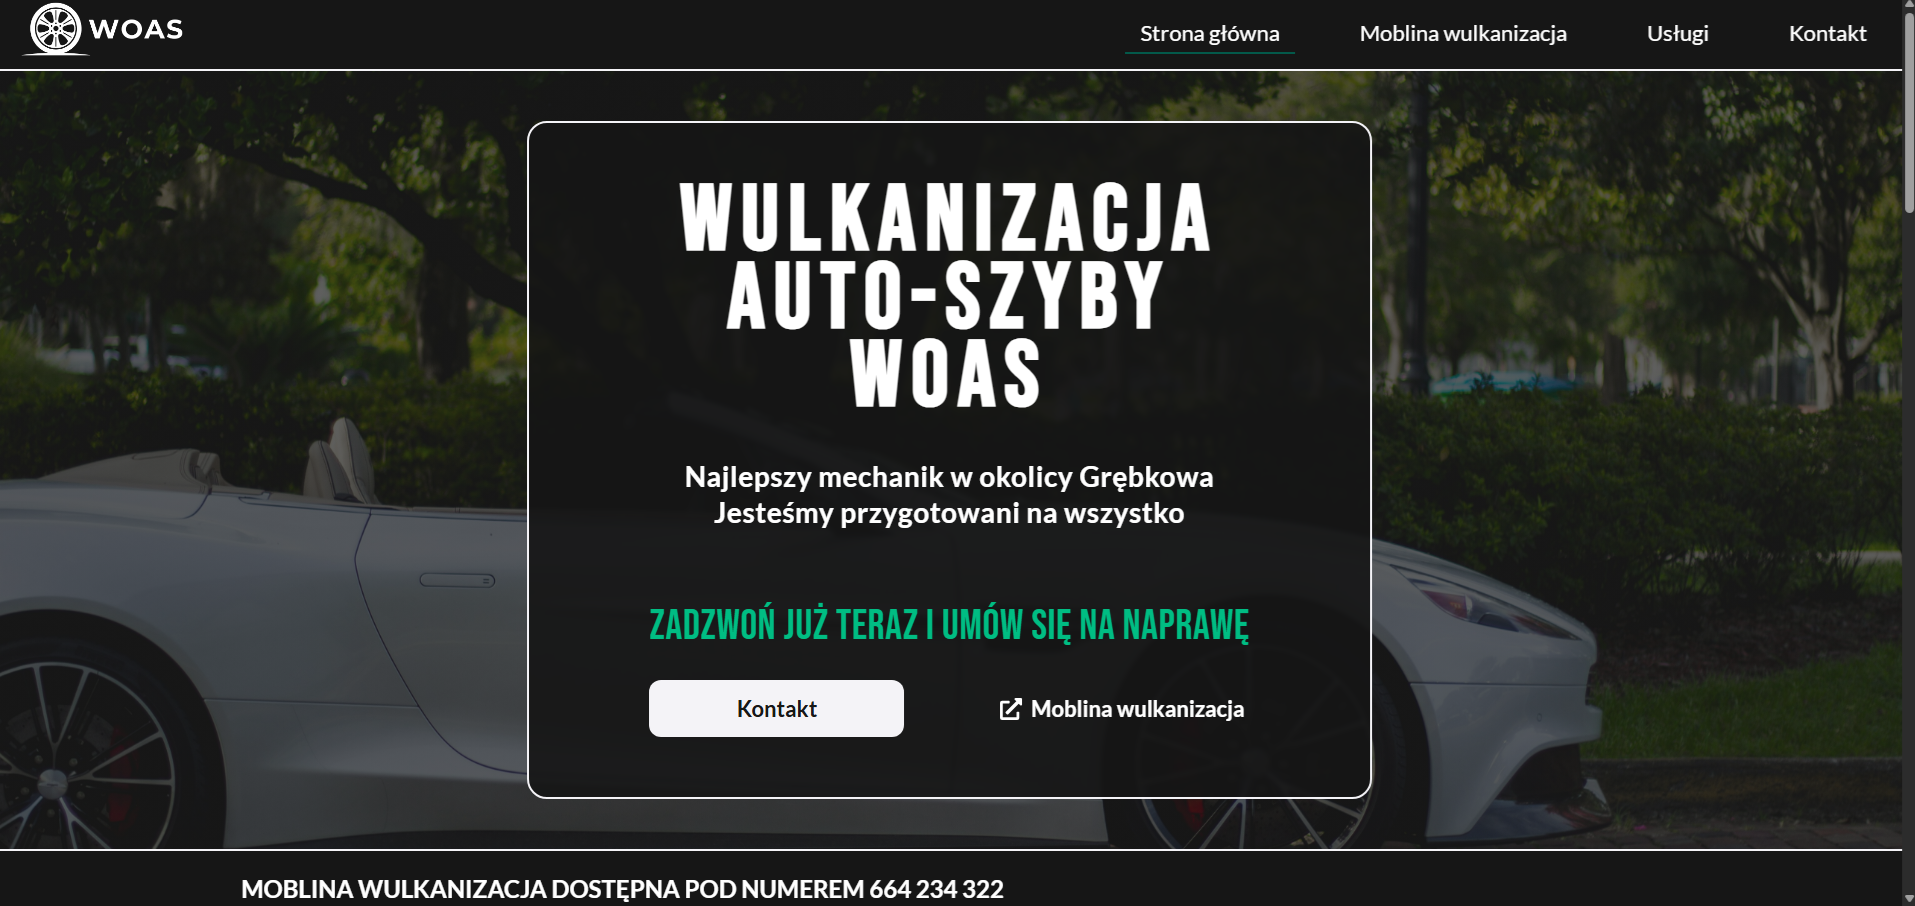 WOAS
Strona główna
Moblina wulkanizacja
Usługi
Kontakt
WULKANIZACJA
AUTO-SZYBY
WOAS
Najlepszy mechanik w okolicy Grębkowa
Jesteśmy przygotowani na wszystko
ZADZWOŃ JUŻ TERAZ I UMÓW SIĘ NA NAPRAWĘ
Kontakt
Moblina wulkanizacja
MOBLINA WULKANIZACJA DOSTĘPNA POD NUMEREM 664 234 322